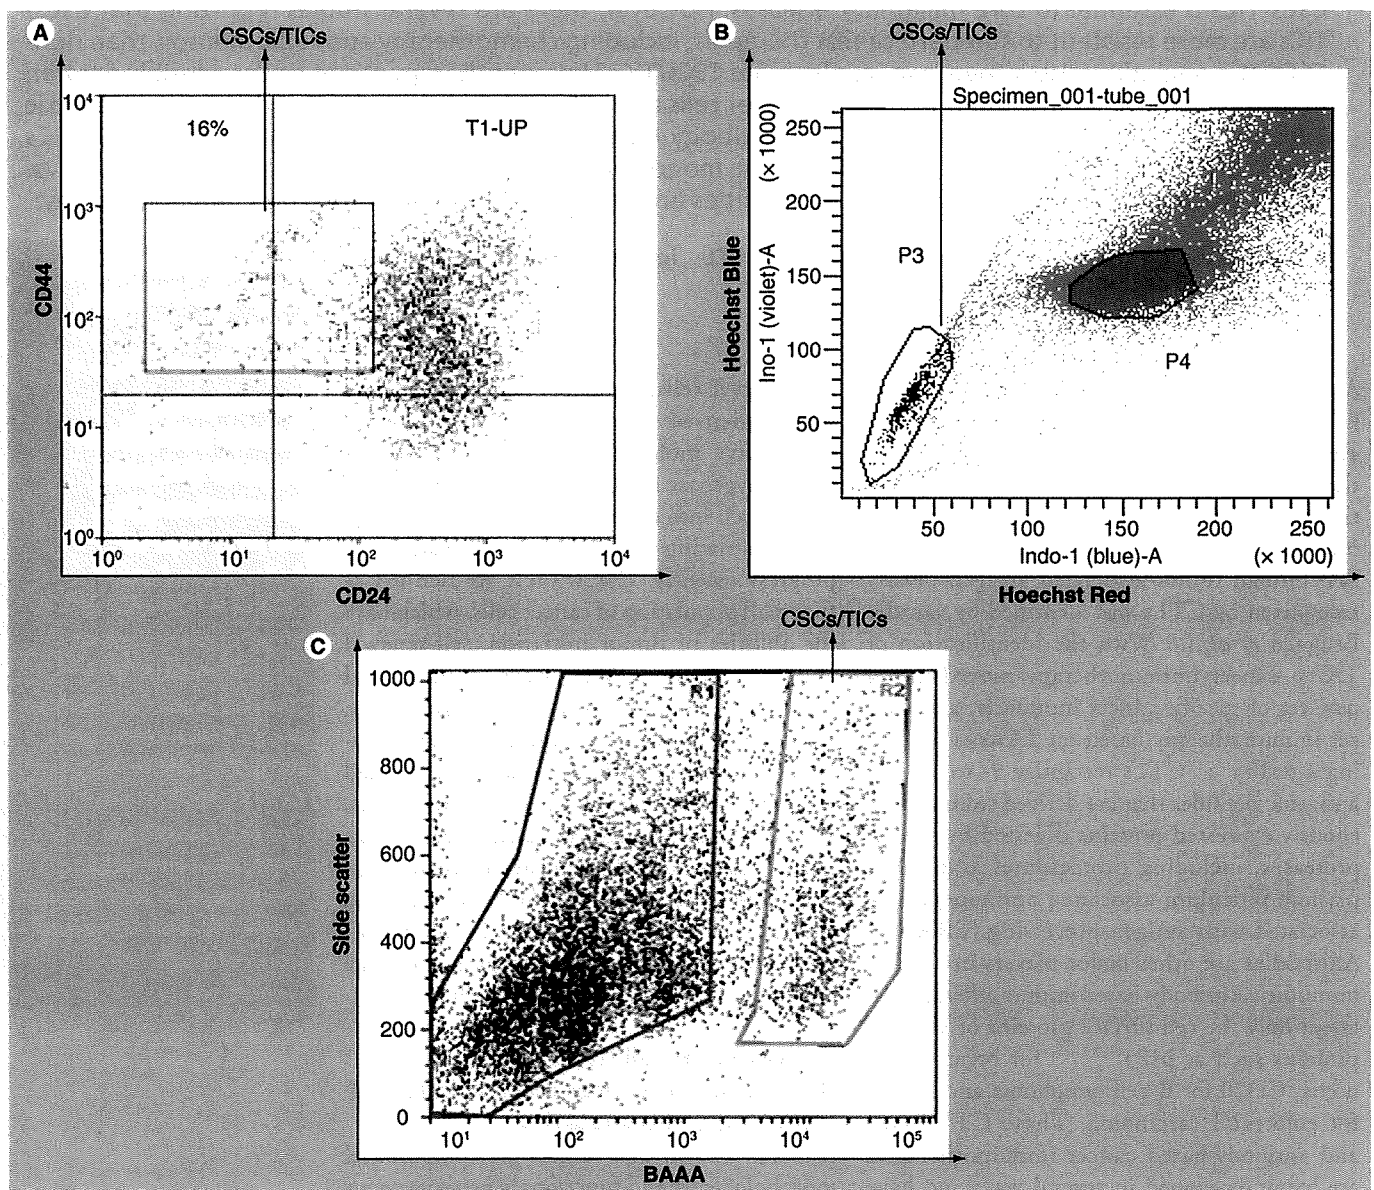 A
CSCs/TICs
10⁴
16%
T1-UP
10³
CD44
10²
10¹
10⁰
10⁰
10¹
10²
10³
10⁴
CD24
B
CSCs/TICs
Specimen_001-tube_001
(× 1000)
250
200
P3
150
Hoechst Blue
Ino-1 (violet)-A
100
P4
50
50
100
150
200
250
Indo-1 (blue)-A
(× 1000)
Hoechst Red
CSCs/TICs
C
1000
R1
R2
800
600
Side scatter
400
200
0
10¹
10²
10³
10⁴
10⁵
BAAA